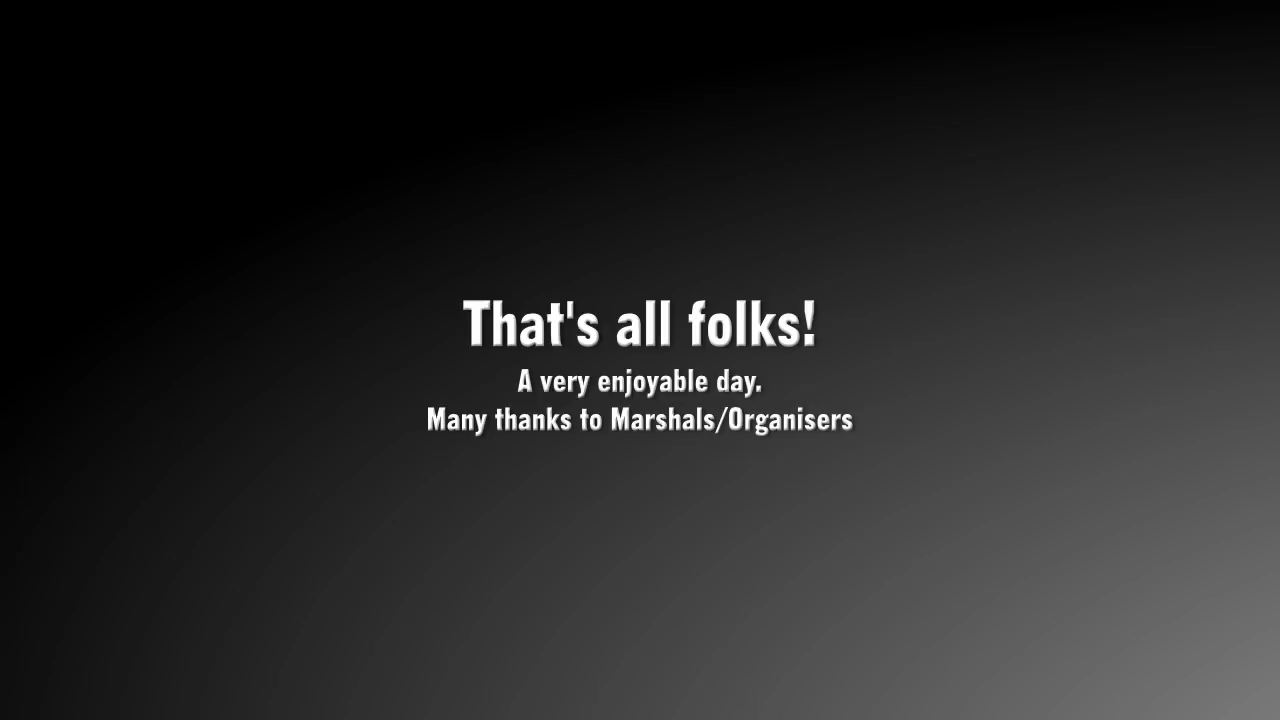 That's all folks!
A very enjoyable day.
Many thanks to Marshals/Organisers